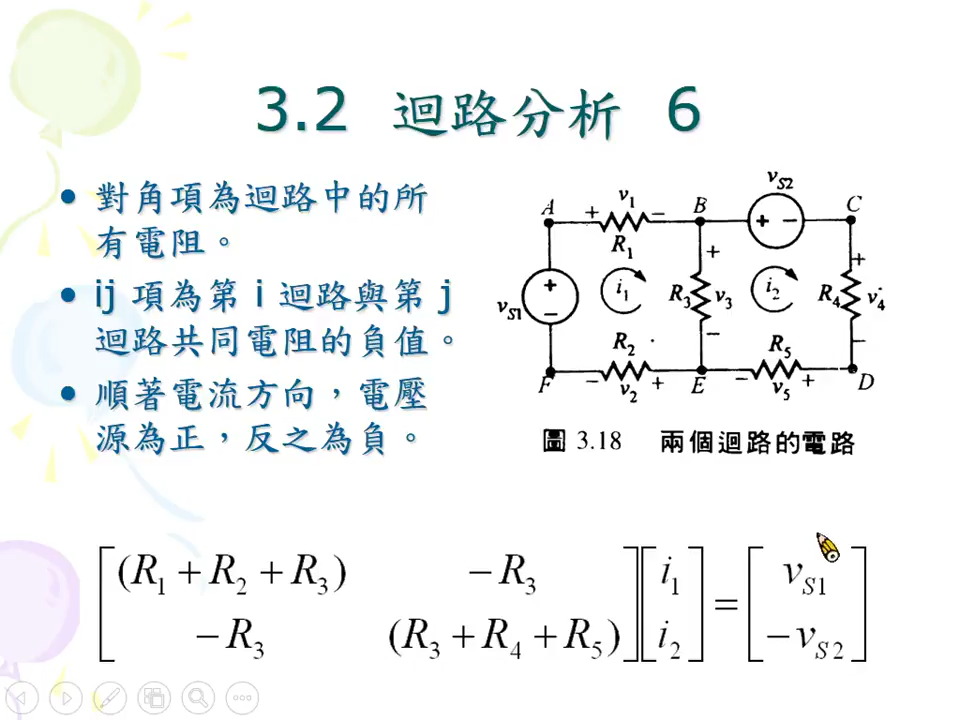 3.2 迴路分析 6
• 對角項為迴路中的所
有電阻。
• ij 項為第 i 迴路與第 j
迴路共同電阻的負值。
• 順著電流方向，電壓
源為正，反之為負。
vS2
A + v1 − B + − C
R1
+ +
+ − vS1 i1 R3 v3 i2 R4 v4
− −
R2 R5
F − v2 + E − v5 + D
圖 3.18 兩個迴路的電路
[(R1 + R2 + R3) −R3] [i1] = [vS1]
[−R3 (R3 + R4 + R5)] [i2] [−vS2]